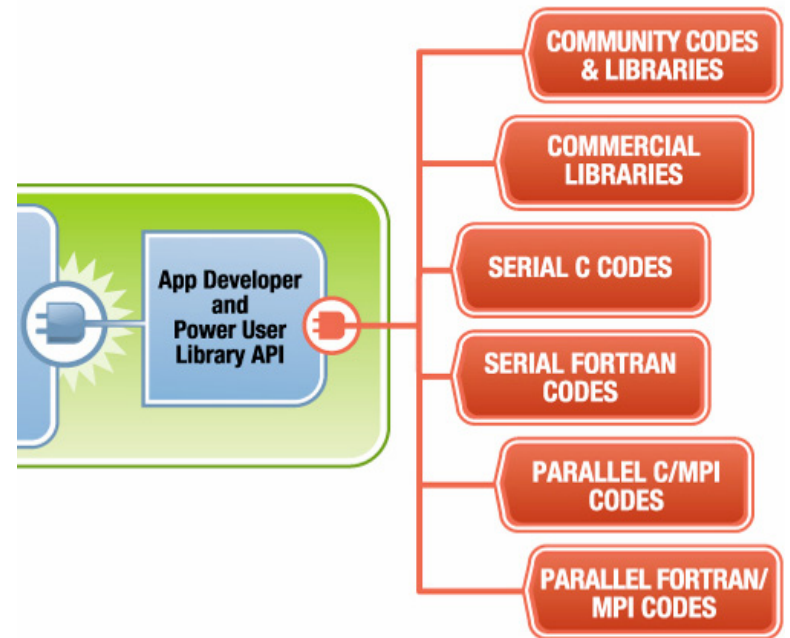 COMMUNITY CODES
& LIBRARIES
COMMERCIAL
LIBRARIES
App Developer
and
Power User
Library API
SERIAL C CODES
SERIAL FORTRAN
CODES
PARALLEL C/MPI
CODES
PARALLEL FORTRAN/
MPI CODES